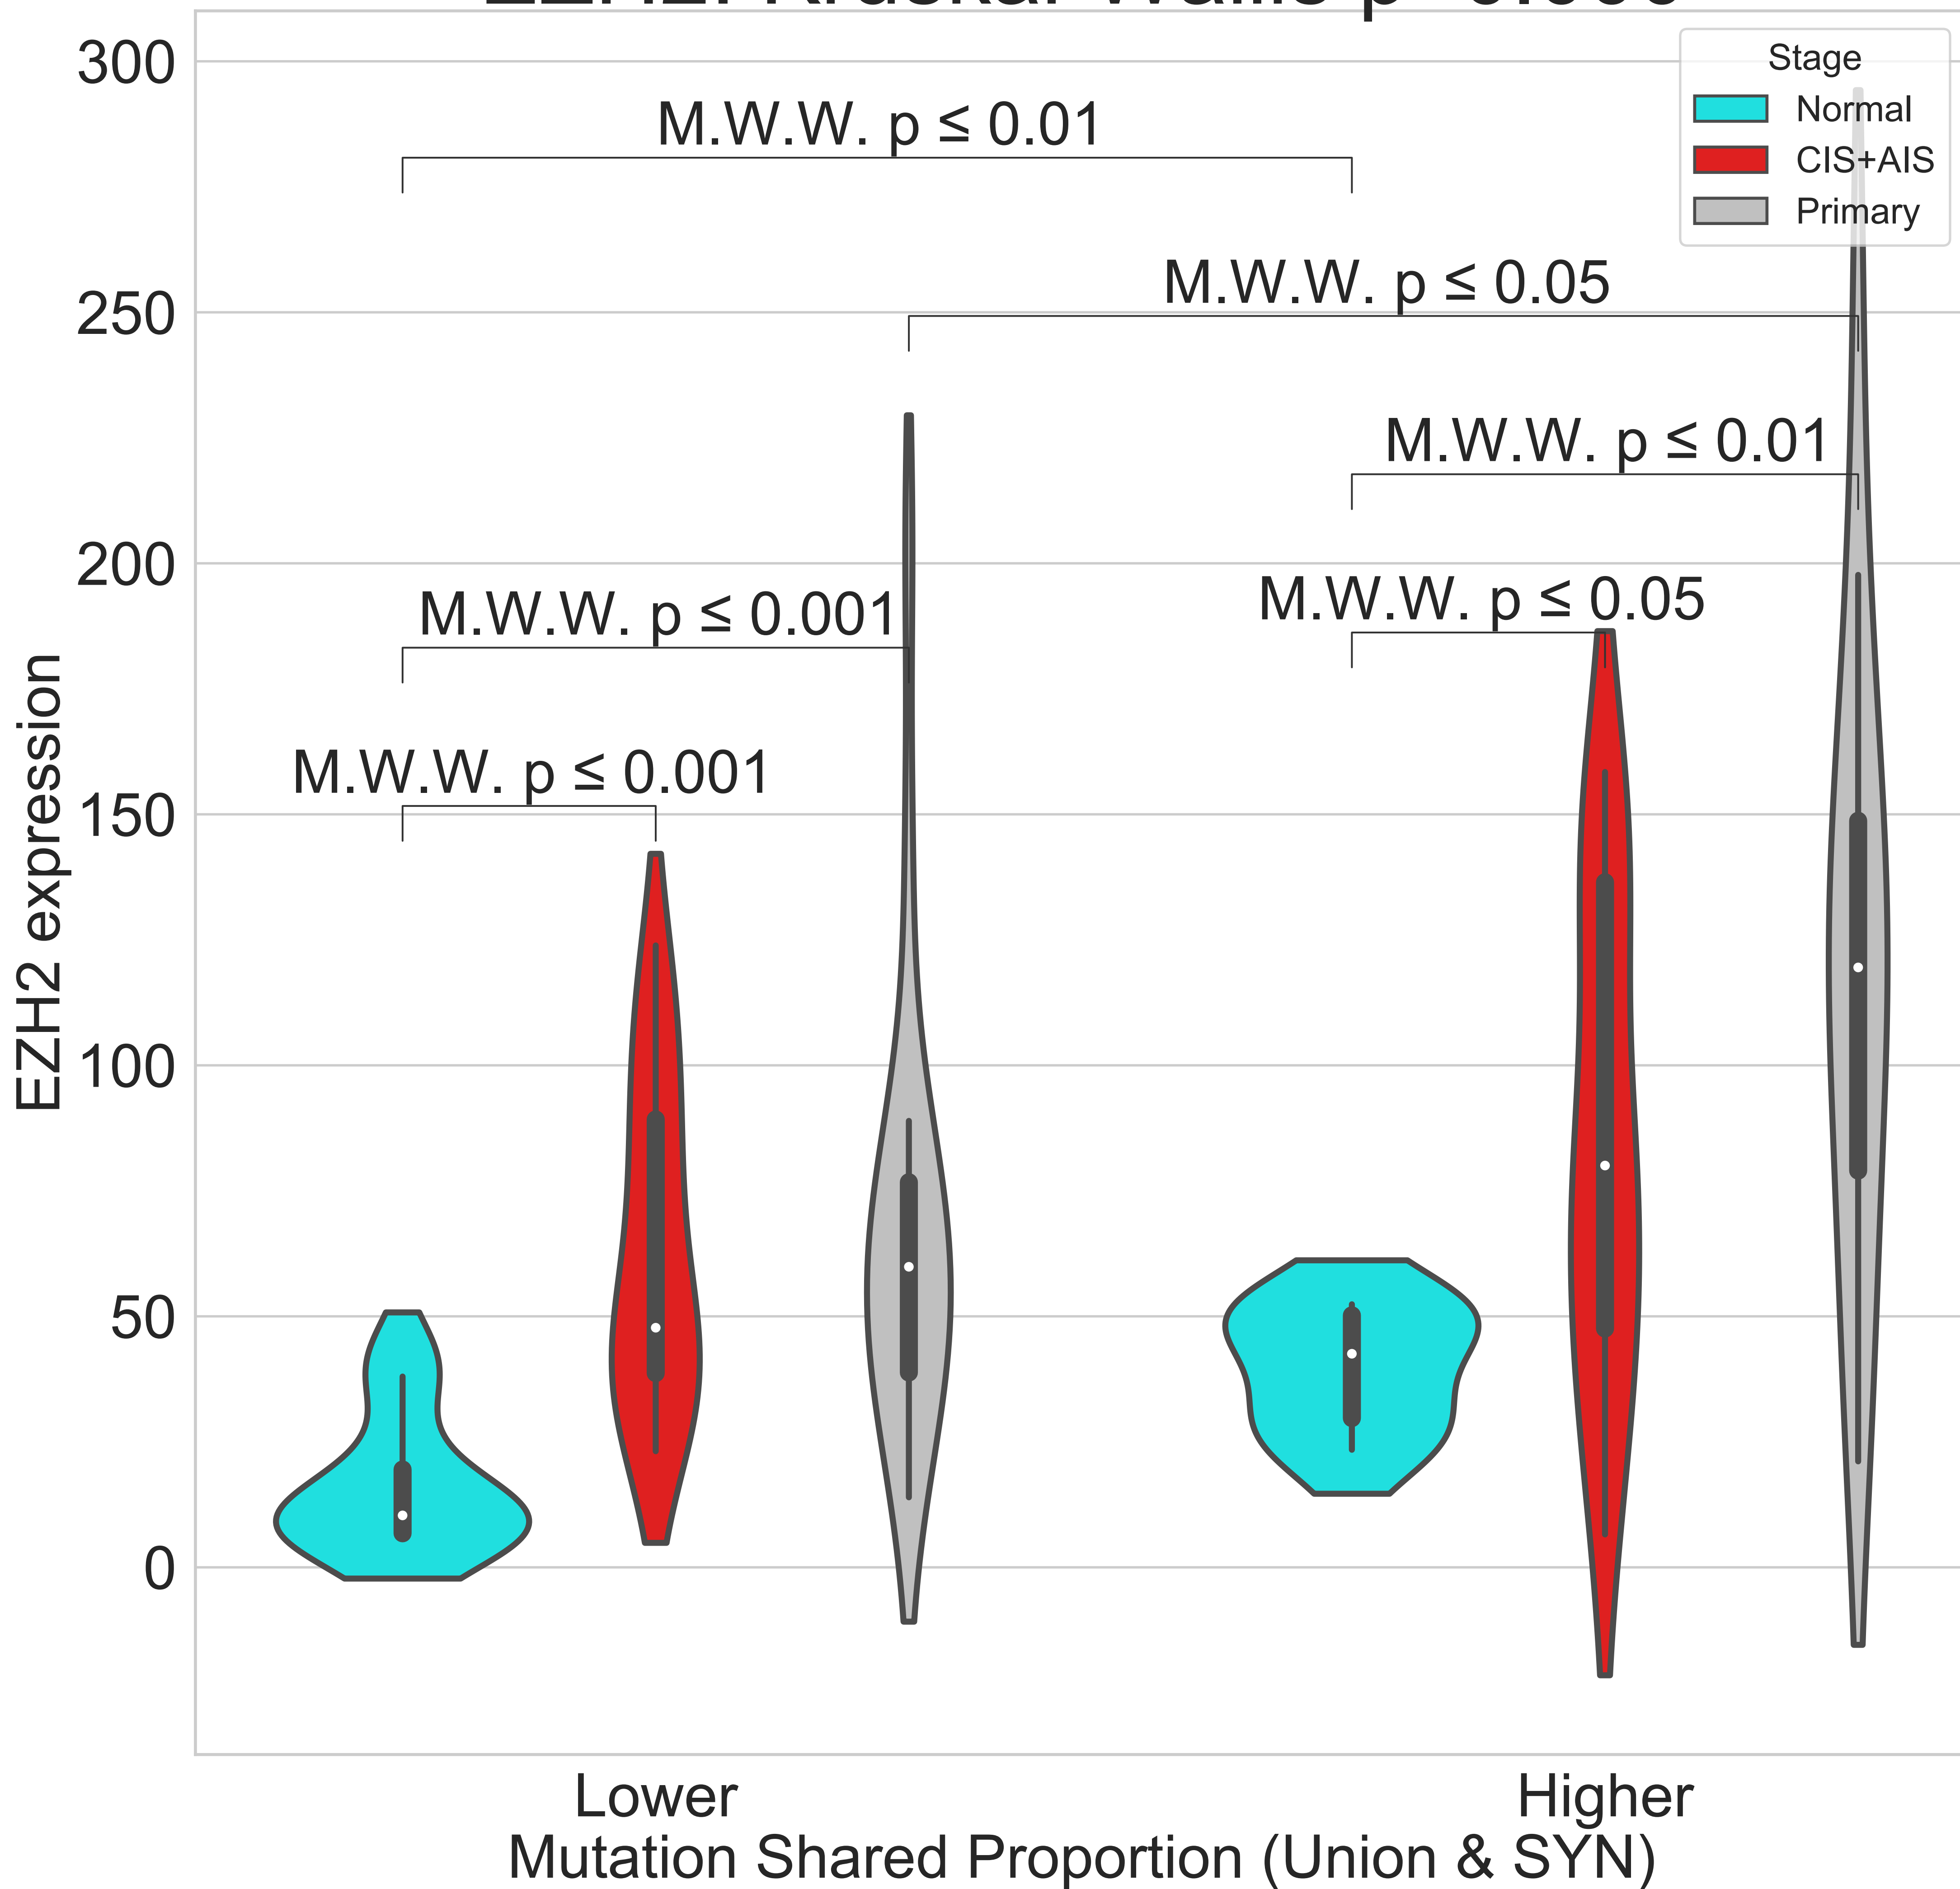 Stage
Normal
CIS+AIS
Primary
M.W.W. p ≤ 0.01
M.W.W. p ≤ 0.05
M.W.W. p ≤ 0.01
M.W.W. p ≤ 0.001
M.W.W. p ≤ 0.05
M.W.W. p ≤ 0.001
300
250
200
150
100
50
0
EZH2 expression
Lower
Higher
Mutation Shared Proportion (Union & SYN)